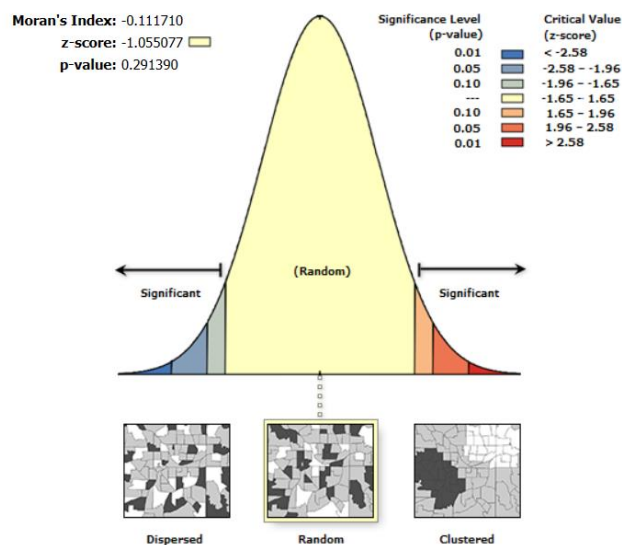 Moran's Index: -0.111710
z-score: -1.055077
p-value: 0.291390
Significance Level
(p-value)
Critical Value
(z-score)
0.01 < -2.58
0.05 -2.58 – -1.96
0.10 -1.96 – -1.65
--- -1.65 – 1.65
0.10 1.65 – 1.96
0.05 1.96 – 2.58
0.01 > 2.58
(Random)
Significant
Significant
Dispersed
Random
Clustered